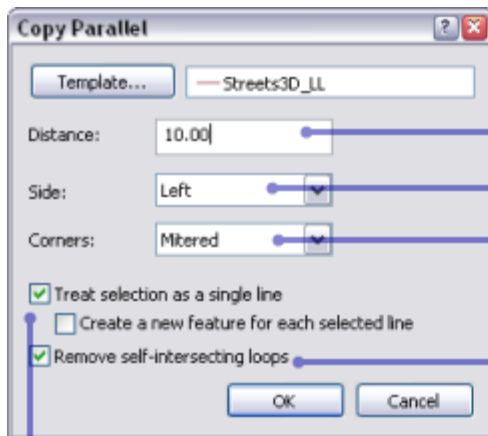 Copy Parallel
Template... Streets3D_LL
Distance: 10.00
Side: Left
Corners: Mitered
Treat selection as a single line
Create a new feature for each selected line
Remove self-intersecting loops
OK Cancel